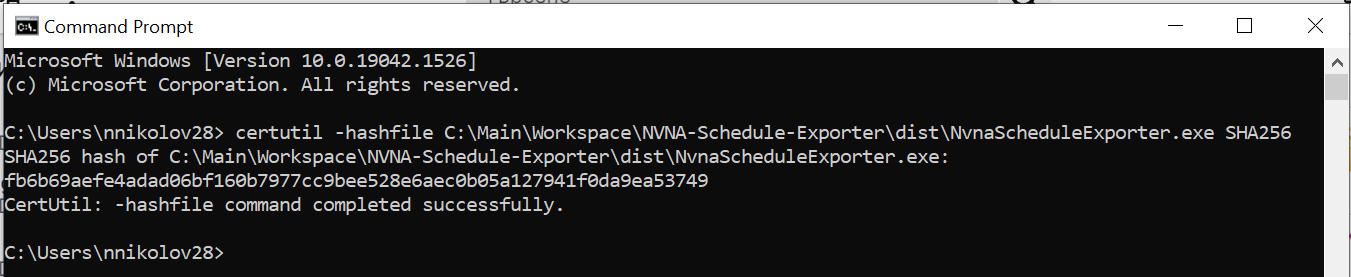 Command Prompt
Microsoft Windows [Version 10.0.19042.1526]
(c) Microsoft Corporation. All rights reserved.
C:\Users\nnikolov28> certutil -hashfile C:\Main\Workspace\NVNA-Schedule-Exporter\dist\NvnaScheduleExporter.exe SHA256
SHA256 hash of C:\Main\Workspace\NVNA-Schedule-Exporter\dist\NvnaScheduleExporter.exe:
fb6b69aefe4adad06bf160b7977cc9bee528e6aec0b05a127941f0da9ea53749
CertUtil: -hashfile command completed successfully.
C:\Users\nnikolov28>